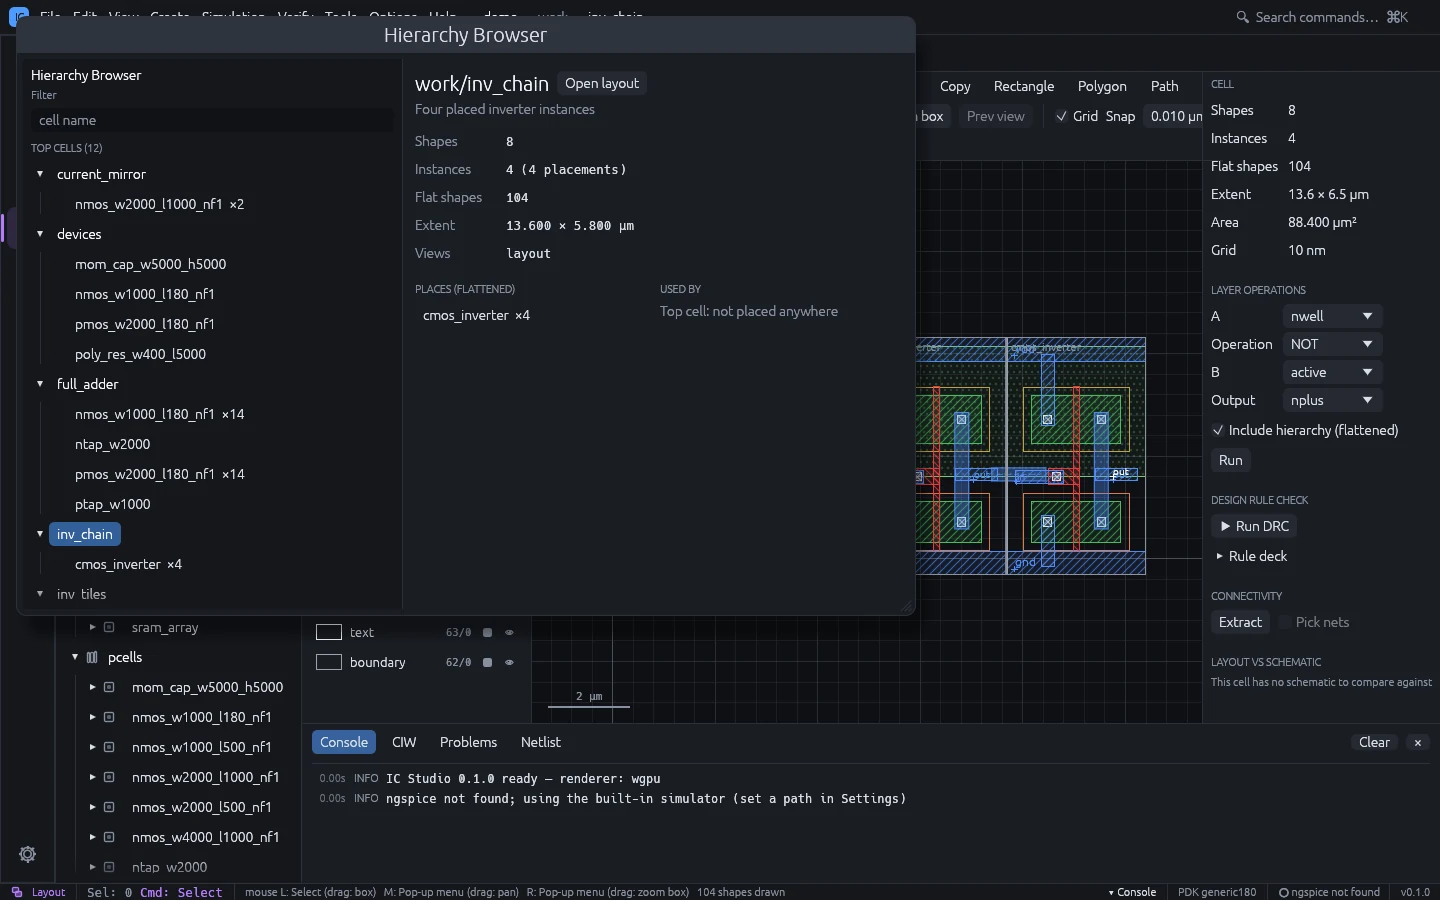 Search commands... ⌘K
Hierarchy Browser
Hierarchy Browser
Filter
cell name
TOP CELLS (12)
current_mirror
nmos_w2000_l1000_nf1 ×2
devices
mom_cap_w5000_h5000
nmos_w1000_l180_nf1
pmos_w2000_l180_nf1
poly_res_w400_l5000
full_adder
nmos_w1000_l180_nf1 ×14
ntap_w2000
pmos_w2000_l180_nf1 ×14
ptap_w1000
inv_chain
cmos_inverter ×4
inv_tiles
work/inv_chain Open layout
Four placed inverter instances
Shapes 8
Instances 4 (4 placements)
Flat shapes 104
Extent 13.600 × 5.800 µm
Views layout
PLACES (FLATTENED) USED BY
cmos_inverter ×4 Top cell: not placed anywhere
Copy Rectangle Polygon Path
box Prev view ✓ Grid Snap 0.010 µm
cmos_inverter
out
gnd
CELL
Shapes 8
Instances 4
Flat shapes 104
Extent 13.6 × 6.5 µm
Area 88.400 µm²
Grid 10 nm
LAYER OPERATIONS
A nwell
Operation NOT
B active
Output nplus
✓ Include hierarchy (flattened)
Run
DESIGN RULE CHECK
▶ Run DRC
▸ Rule deck
CONNECTIVITY
Extract Pick nets
LAYOUT VS SCHEMATIC
This cell has no schematic to compare against
sram_array
pcells
mom_cap_w5000_h5000
nmos_w1000_l180_nf1
nmos_w1000_l500_nf1
nmos_w2000_l1000_nf1
nmos_w2000_l500_nf1
nmos_w4000_l1000_nf1
ntap_w2000
text 63/0
boundary 62/0
2 µm
Console CIW Problems Netlist Clear ×
0.00s INFO IC Studio 0.1.0 ready — renderer: wgpu
0.00s INFO ngspice not found; using the built-in simulator (set a path in Settings)
Layout Sel: 0 Cmd: Select mouse L: Select (drag: box) M: Pop-up menu (drag: pan) R: Pop-up menu (drag: zoom box) 104 shapes drawn ▾ Console PDK generic180 ngspice not found v0.1.0